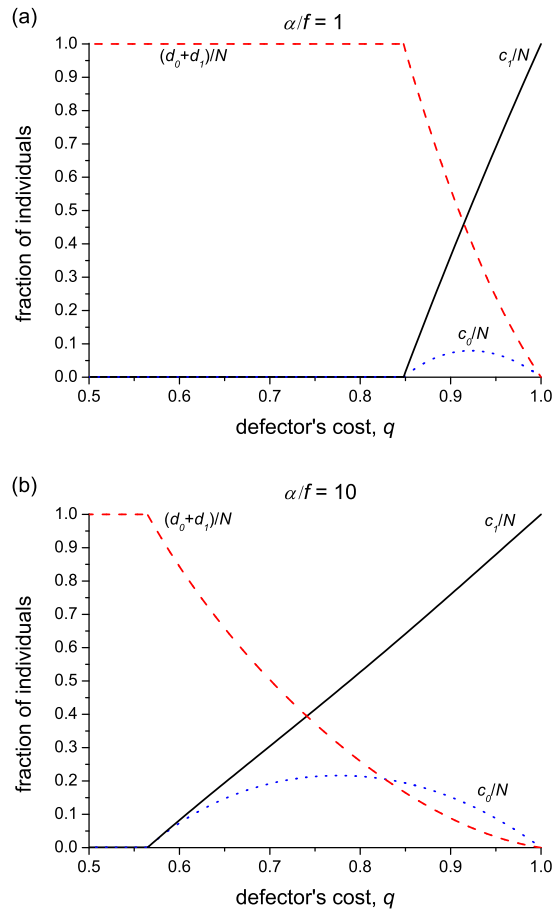 (a)
α/f = 1
1.0
(d₀+d₁)/N
c₁/N
0.9
0.8
0.7
0.6
0.5
0.4
0.3
0.2
c₀/N
0.1
0.0
0.5 0.6 0.7 0.8 0.9 1.0
fraction of individuals
defector's cost, q
(b)
α/f = 10
1.0
(d₀+d₁)/N
c₁/N
0.9
0.8
0.7
0.6
0.5
0.4
0.3
0.2
c₀/N
0.1
0.0
0.5 0.6 0.7 0.8 0.9 1.0
fraction of individuals
defector's cost, q